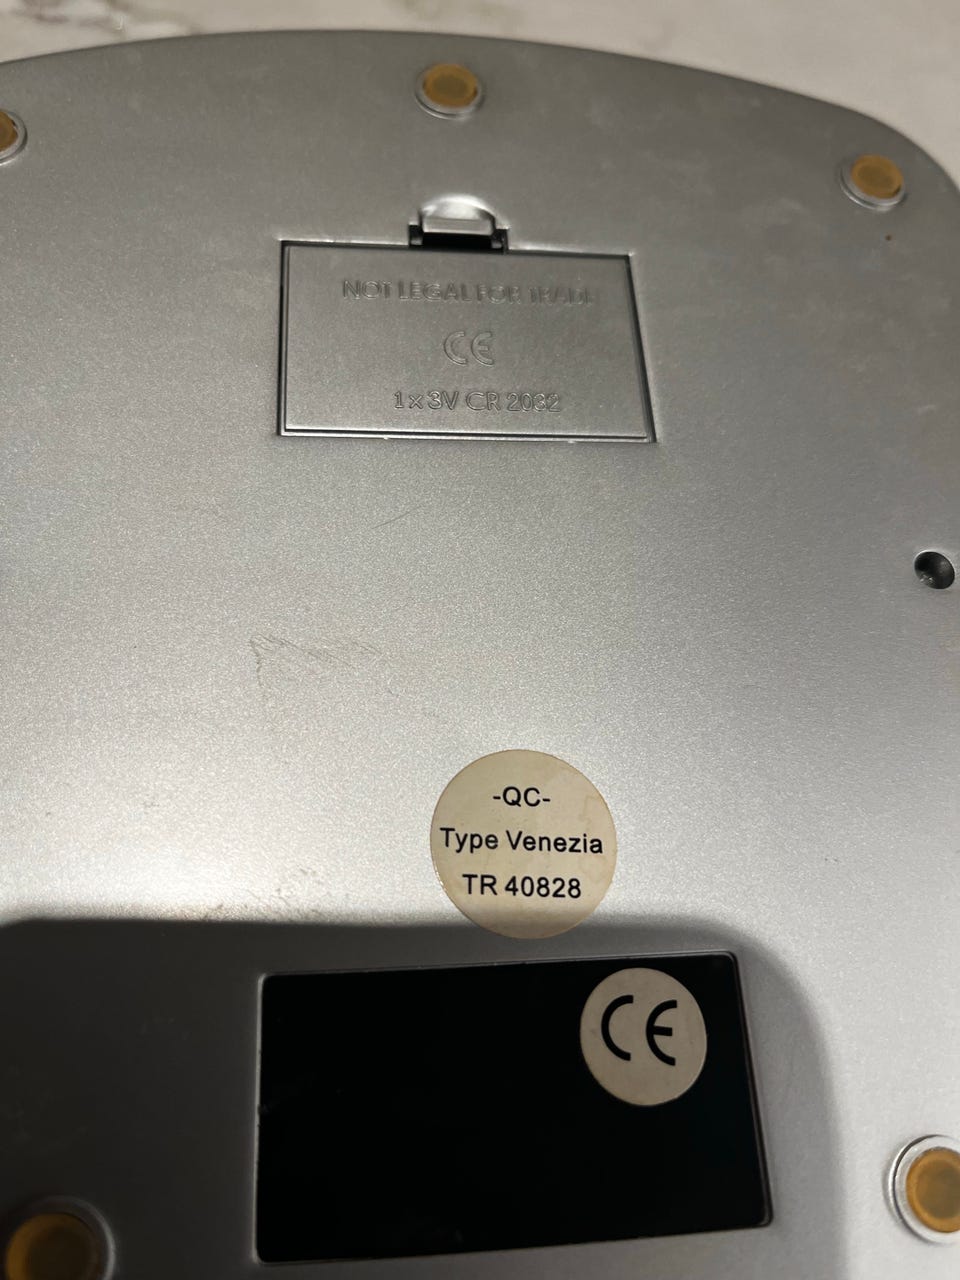 NOT LEGAL FOR TRADE
CE
1 x 3V CR 2032
-QC-
Type Venezia
TR 40828
CE